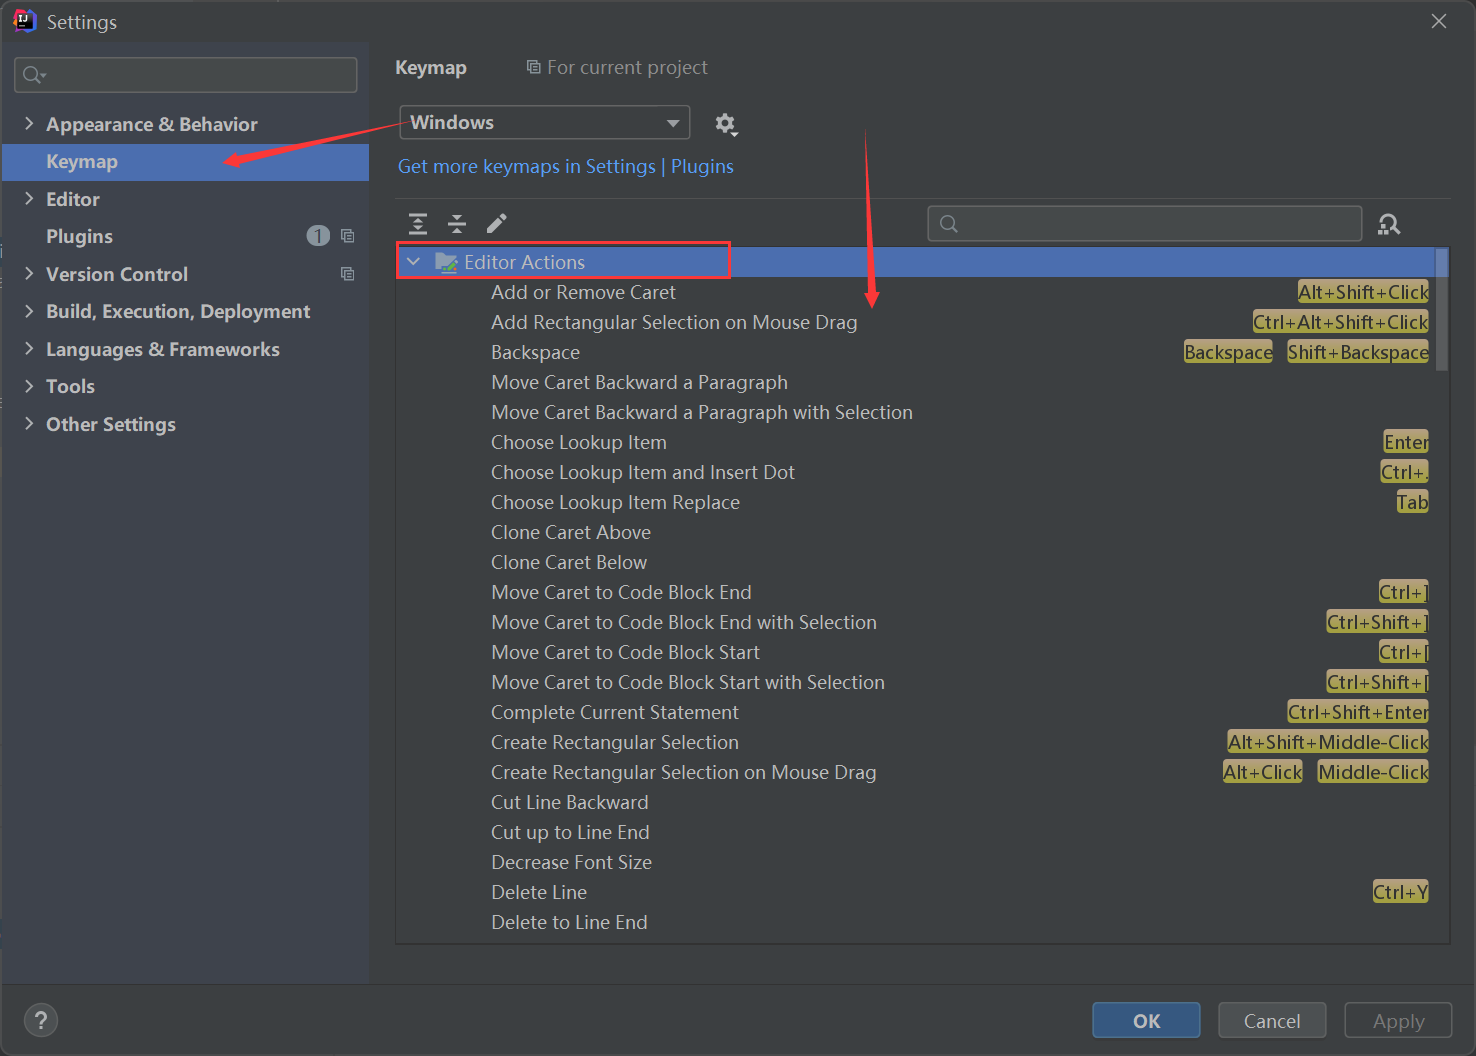 Settings
Appearance & Behavior
Keymap
Editor
Plugins 1
Version Control
Build, Execution, Deployment
Languages & Frameworks
Tools
Other Settings
Keymap For current project
Windows
Get more keymaps in Settings | Plugins
Editor Actions
Add or Remove Caret Alt+Shift+Click
Add Rectangular Selection on Mouse Drag Ctrl+Alt+Shift+Click
Backspace Backspace Shift+Backspace
Move Caret Backward a Paragraph
Move Caret Backward a Paragraph with Selection
Choose Lookup Item Enter
Choose Lookup Item and Insert Dot Ctrl+.
Choose Lookup Item Replace Tab
Clone Caret Above
Clone Caret Below
Move Caret to Code Block End Ctrl+]
Move Caret to Code Block End with Selection Ctrl+Shift+]
Move Caret to Code Block Start Ctrl+[
Move Caret to Code Block Start with Selection Ctrl+Shift+[
Complete Current Statement Ctrl+Shift+Enter
Create Rectangular Selection Alt+Shift+Middle-Click
Create Rectangular Selection on Mouse Drag Alt+Click Middle-Click
Cut Line Backward
Cut up to Line End
Decrease Font Size
Delete Line Ctrl+Y
Delete to Line End
? OK Cancel Apply